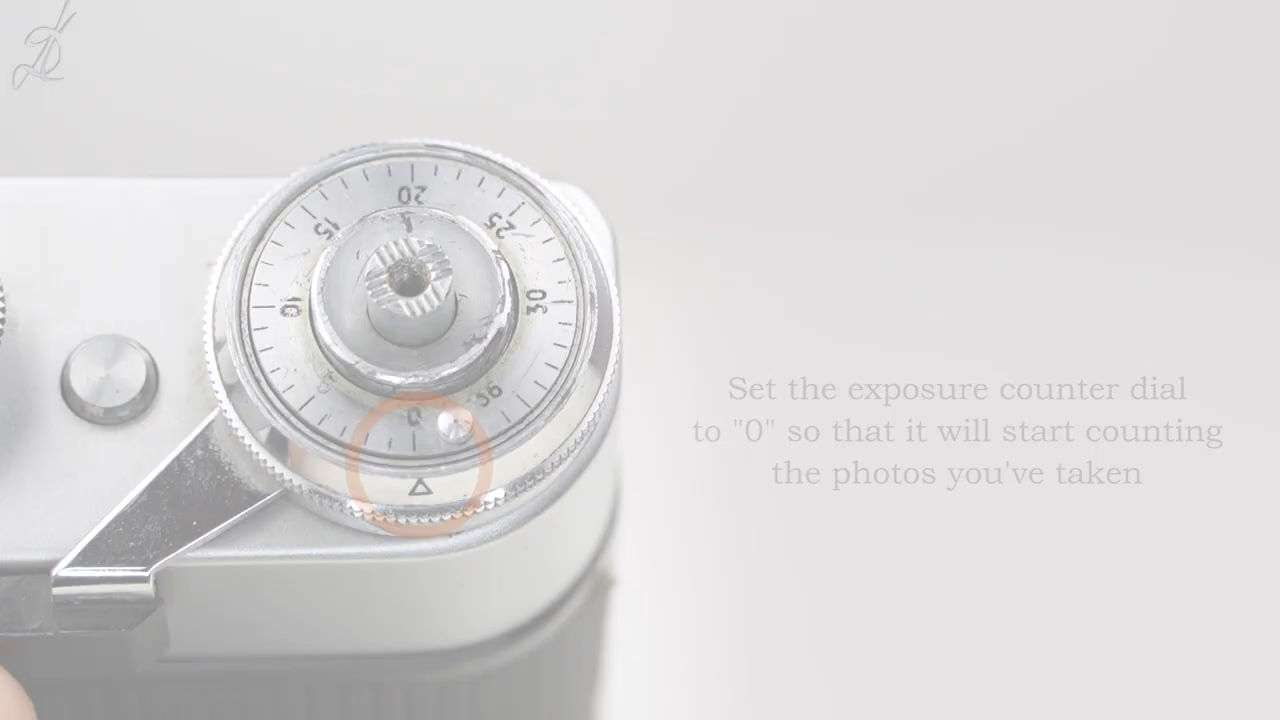 20
15
25
10
30
36
0
Set the exposure counter dial
to "0" so that it will start counting
the photos you've taken